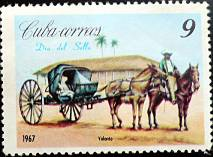 Cuba-correos 9
Dia. del Sello
1967 Volanta